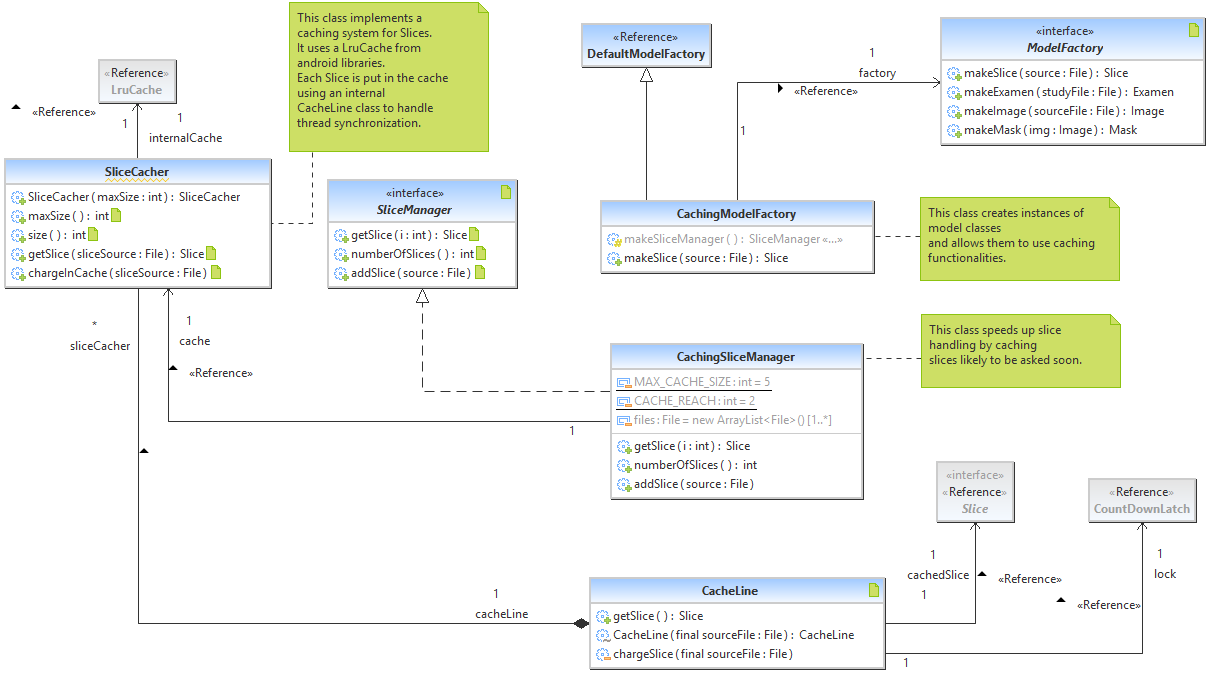 This class implements a
caching system for Slices.
It uses a LruCache from
android libraries.
Each Slice is put in the cache
using an internal
CacheLine class to handle
thread synchronization.
«Reference»
LruCache
«Reference»
1
1
internalCache
SliceCacher
SliceCacher ( maxSize : int ) : SliceCacher
maxSize ( ) : int
size ( ) : int
getSlice ( sliceSource : File ) : Slice
chargeInCache ( sliceSource : File )
«interface»
SliceManager
getSlice ( i : int ) : Slice
numberOfSlices ( ) : int
addSlice ( source : File )
«Reference»
DefaultModelFactory
1
factory
«Reference»
1
«interface»
ModelFactory
makeSlice ( source : File ) : Slice
makeExamen ( studyFile : File ) : Examen
makeImage ( sourceFile : File ) : Image
makeMask ( img : Image ) : Mask
CachingModelFactory
makeSliceManager ( ) : SliceManager «...»
makeSlice ( source : File ) : Slice
This class creates instances of
model classes
and allows them to use caching
functionalities.
*
sliceCacher
1
cache
«Reference»
1
CachingSliceManager
MAX_CACHE_SIZE : int = 5
CACHE_REACH : int = 2
files : File = new ArrayList<File>() [1..*]
getSlice ( i : int ) : Slice
numberOfSlices ( ) : int
addSlice ( source : File )
This class speeds up slice
handling by caching
slices likely to be asked soon.
«interface»
«Reference»
Slice
«Reference»
CountDownLatch
1
cachedSlice
«Reference»
1
1
lock
«Reference»
1
1
cacheLine
CacheLine
getSlice ( ) : Slice
CacheLine ( final sourceFile : File ) : CacheLine
chargeSlice ( final sourceFile : File )